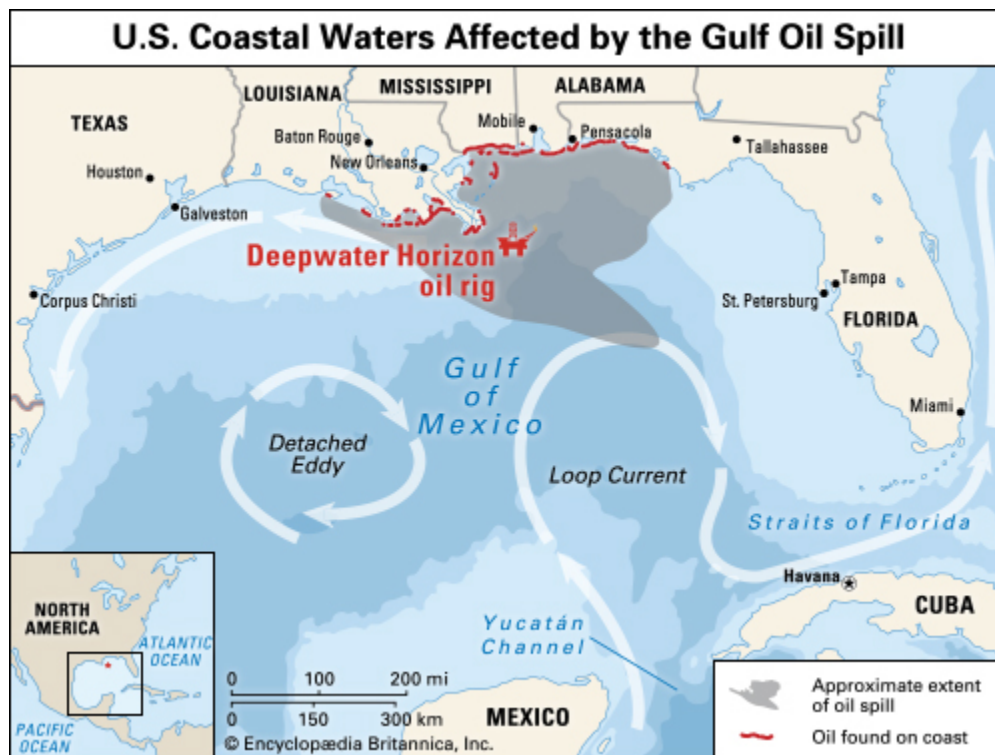 U.S. Coastal Waters Affected by the Gulf Oil Spill
MISSISSIPPI
ALABAMA
LOUISIANA
TEXAS
Mobile
Pensacola
Baton Rouge
Tallahassee
New Orleans
Houston
Galveston
Deepwater Horizon
oil rig
Corpus Christi
Tampa
St. Petersburg
FLORIDA
Gulf
of
Mexico
Miami
Detached
Eddy
Loop Current
Straits of Florida
Havana
CUBA
Yucatán
Channel
MEXICO
NORTH
AMERICA
ATLANTIC
OCEAN
PACIFIC
OCEAN
0 100 200 mi
0 150 300 km
© Encyclopædia Britannica, Inc.
Approximate extent
of oil spill
Oil found on coast